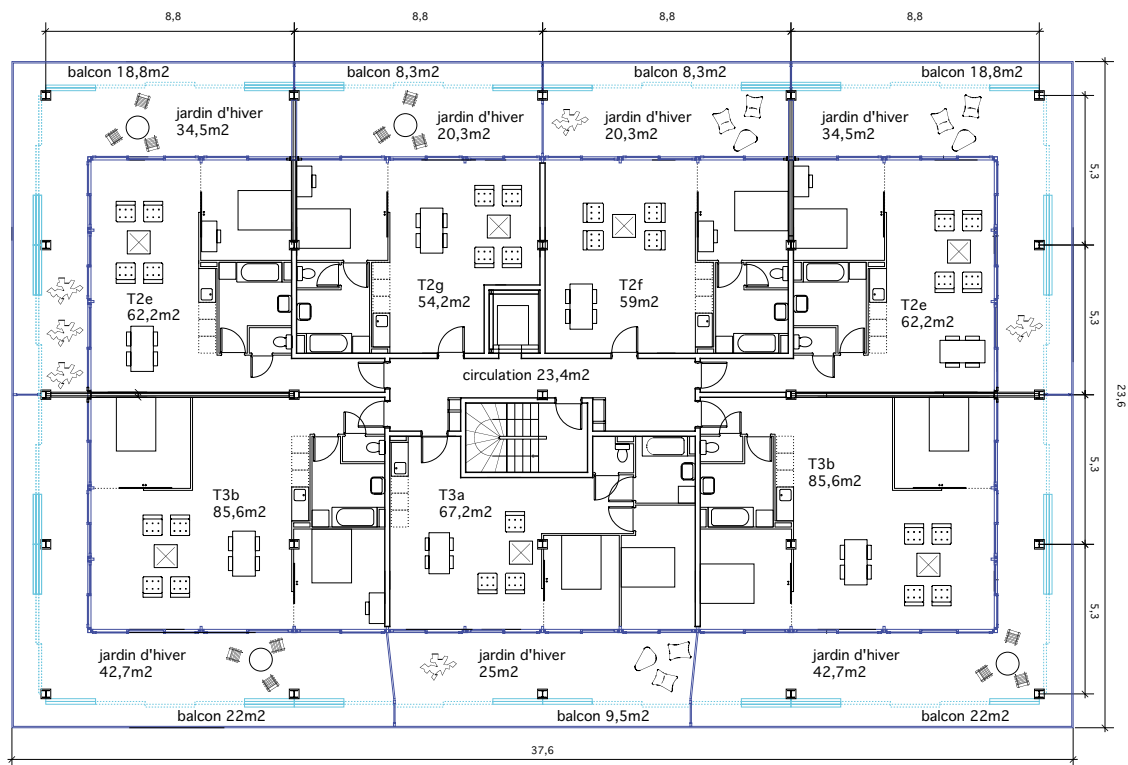 8,8
8,8
8,8
8,8
balcon 18,8m2
balcon 8,3m2
balcon 8,3m2
balcon 18,8m2
jardin d'hiver
34,5m2
jardin d'hiver
20,3m2
jardin d'hiver
20,3m2
jardin d'hiver
34,5m2
5,3
T2e
62,2m2
T2g
54,2m2
T2f
59m2
T2e
62,2m2
5,3
circulation 23,4m2
23,6
T3b
85,6m2
T3a
67,2m2
T3b
85,6m2
5,3
5,3
jardin d'hiver
42,7m2
jardin d'hiver
25m2
jardin d'hiver
42,7m2
balcon 22m2
balcon 9,5m2
balcon 22m2
37,6